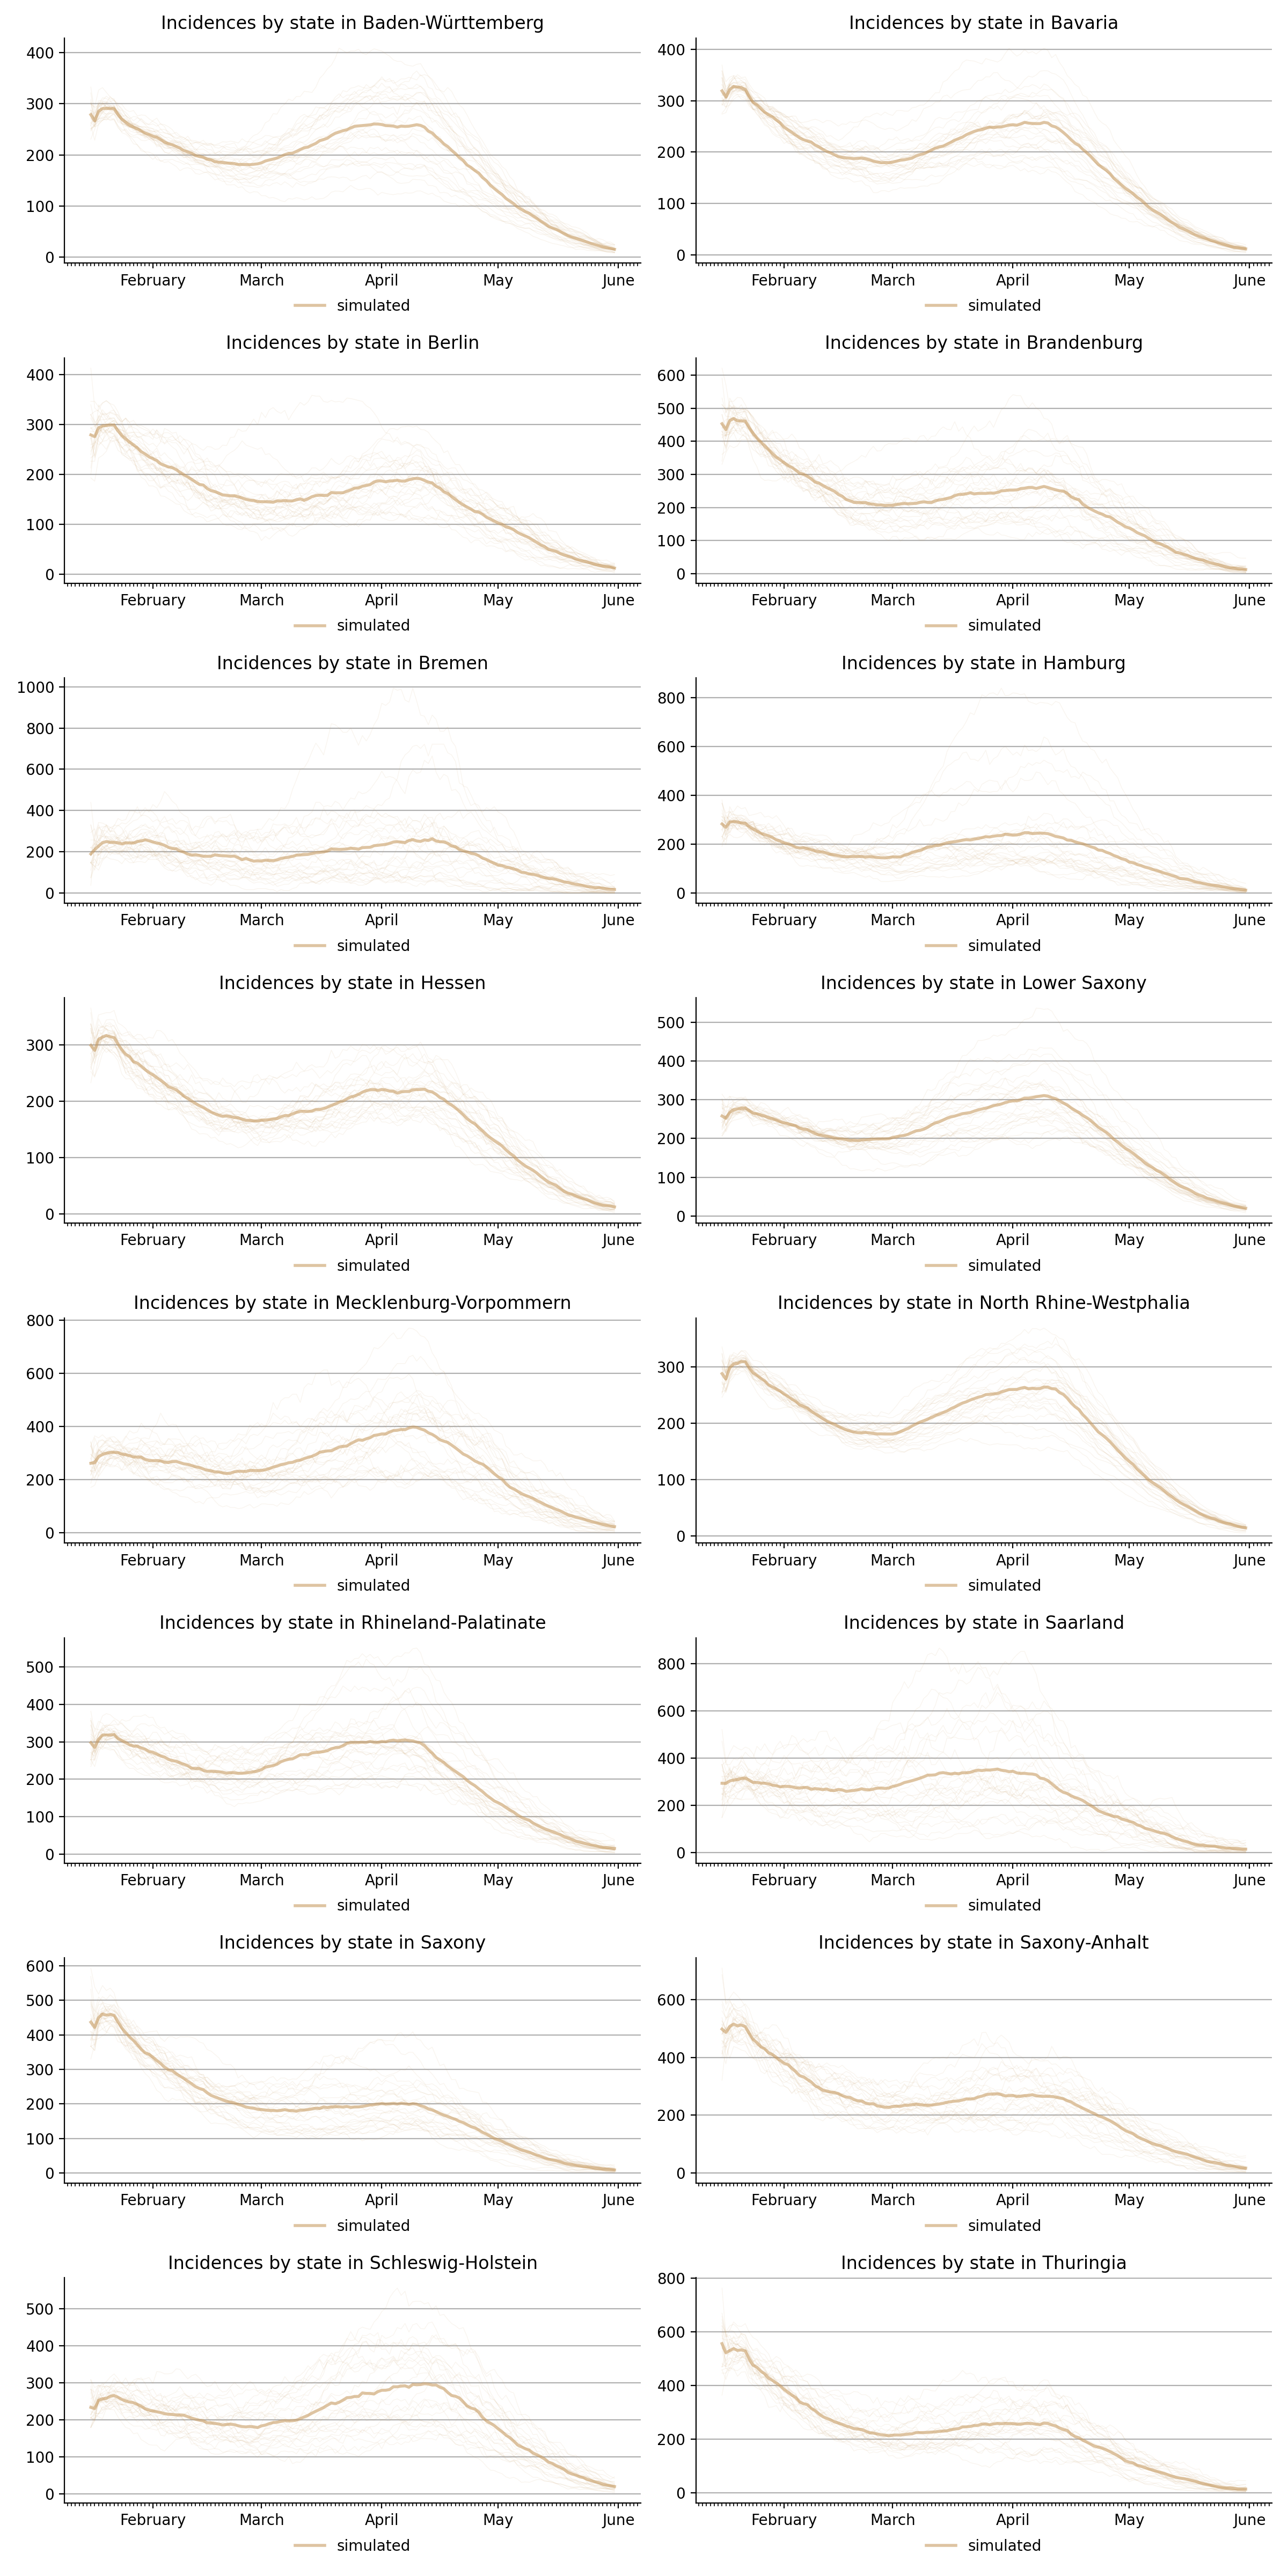 Incidences by state in Baden-Württemberg
400
300
200
100
0
February March April May June
simulated
Incidences by state in Bavaria
400
300
200
100
0
February March April May June
simulated
Incidences by state in Berlin
400
300
200
100
0
February March April May June
simulated
Incidences by state in Brandenburg
600
500
400
300
200
100
0
February March April May June
simulated
Incidences by state in Bremen
1000
800
600
400
200
0
February March April May June
simulated
Incidences by state in Hamburg
800
600
400
200
0
February March April May June
simulated
Incidences by state in Hessen
300
200
100
0
February March April May June
simulated
Incidences by state in Lower Saxony
500
400
300
200
100
0
February March April May June
simulated
Incidences by state in Mecklenburg-Vorpommern
800
600
400
200
0
February March April May June
simulated
Incidences by state in North Rhine-Westphalia
300
200
100
0
February March April May June
simulated
Incidences by state in Rhineland-Palatinate
500
400
300
200
100
0
February March April May June
simulated
Incidences by state in Saarland
800
600
400
200
0
February March April May June
simulated
Incidences by state in Saxony
600
500
400
300
200
100
0
February March April May June
simulated
Incidences by state in Saxony-Anhalt
600
400
200
0
February March April May June
simulated
Incidences by state in Schleswig-Holstein
500
400
300
200
100
0
February March April May June
simulated
Incidences by state in Thuringia
800
600
400
200
0
February March April May June
simulated